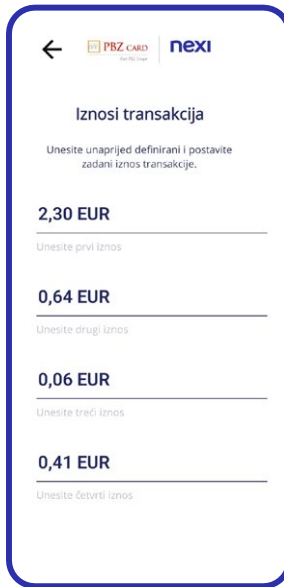 PBZ CARD nexi
Iznosi transakcija
Unesite unaprijed definirani i postavite
zadani iznos transakcije.
2,30 EUR
Unesite prvi iznos
0,64 EUR
Unesite drugi iznos
0,06 EUR
Unesite treći iznos
0,41 EUR
Unesite četvrti iznos